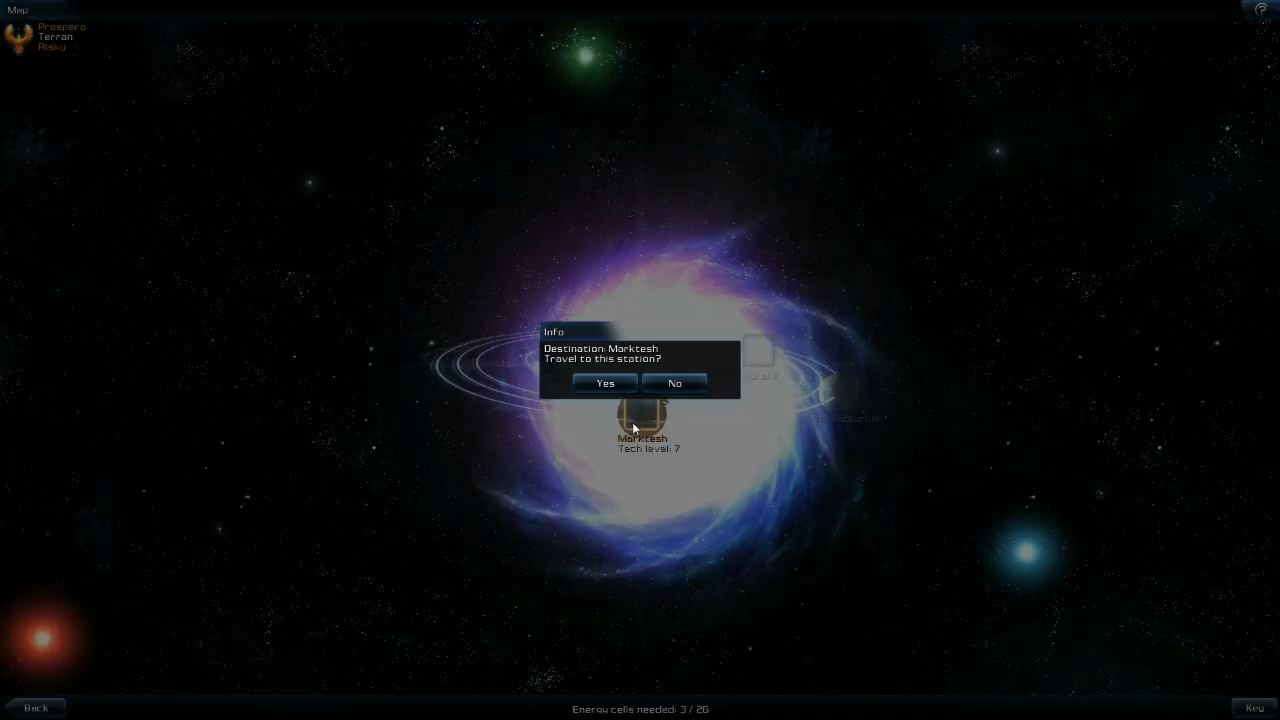 Map
Prospero
Terran
Risky
Info
Destination: Marktesh
Travel to this station?
Yes
No
Marktesh
Tech level: 7
Back
Energy cells needed: 3 / 26
Key